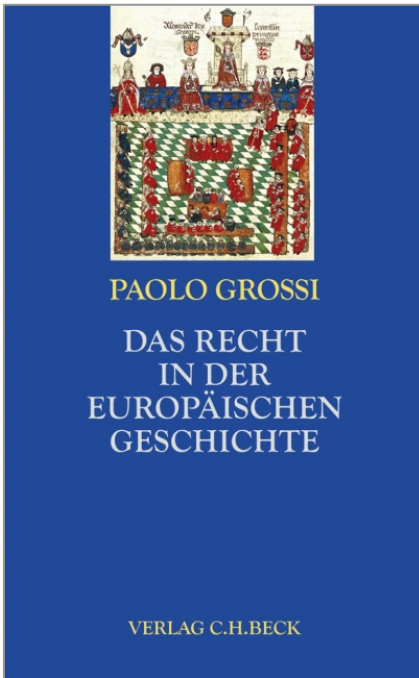 PAOLO GROSSI
DAS RECHT
IN DER
EUROPÄISCHEN
GESCHICHTE
VERLAG C.H.BECK